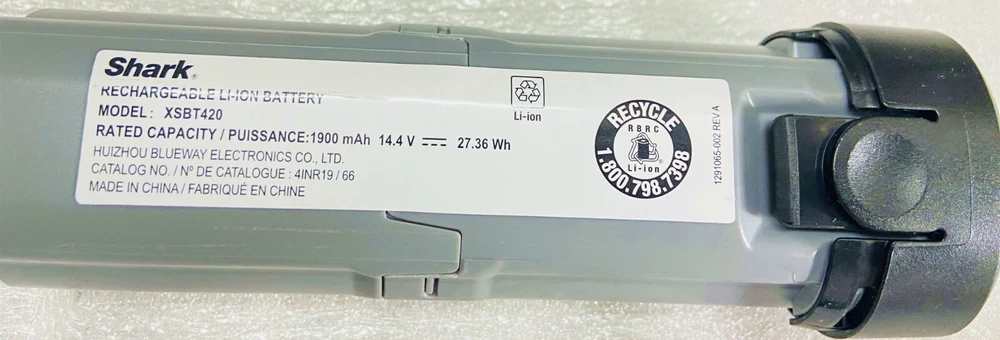 Shark®
RECHARGEABLE LI-ION BATTERY
MODEL: XSBT420
RATED CAPACITY / PUISSANCE:1900 mAh 14.4 V 27.36 Wh
HUIZHOU BLUEWAY ELECTRONICS CO., LTD.
CATALOG NO. / Nº DE CATALOGUE : 4INR19 / 66
MADE IN CHINA / FABRIQUÉ EN CHINE
Li-ion
RECYCLE
RBRC
Li-ion
1.800.798.7398
1291065-002 REV.A